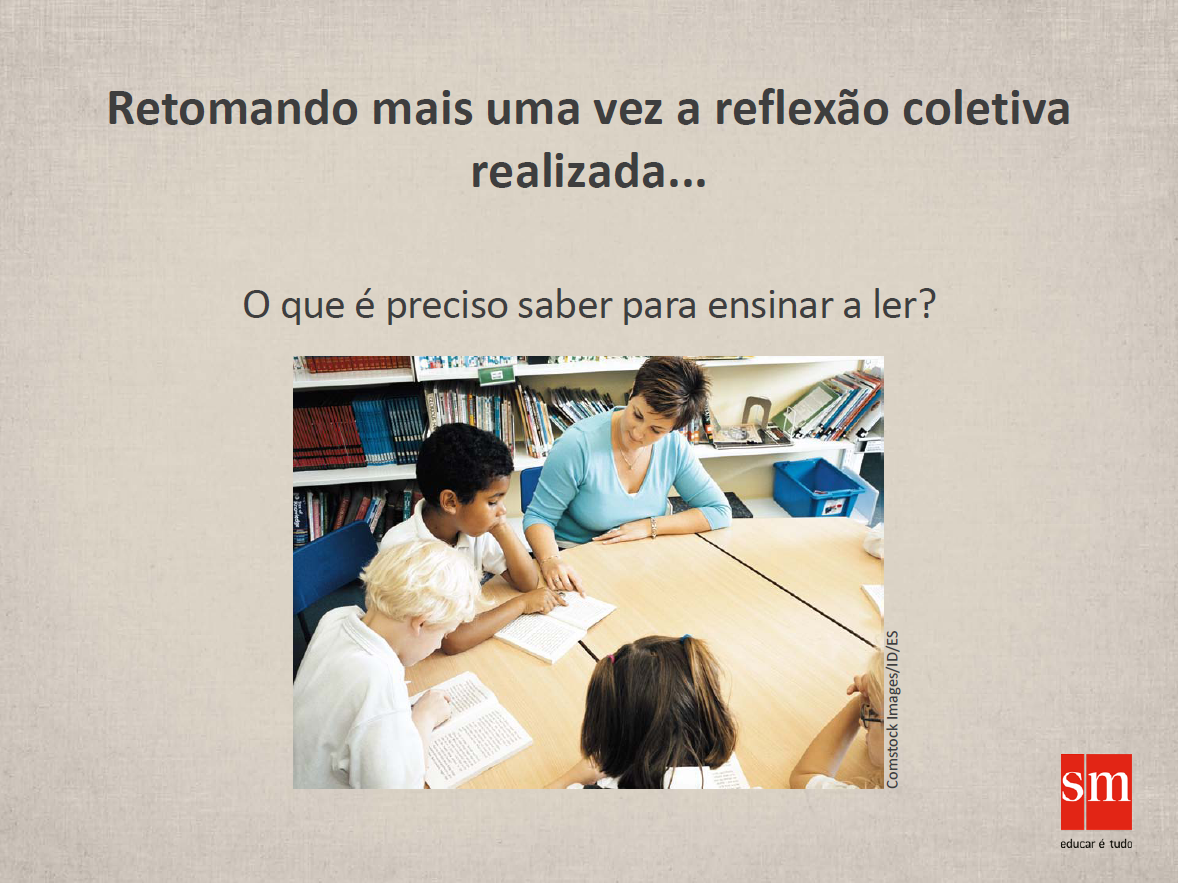 Retomando mais uma vez a reflexão coletiva
realizada...
O que é preciso saber para ensinar a ler?
Comstock Images/ID/ES
sm
educar é tudo